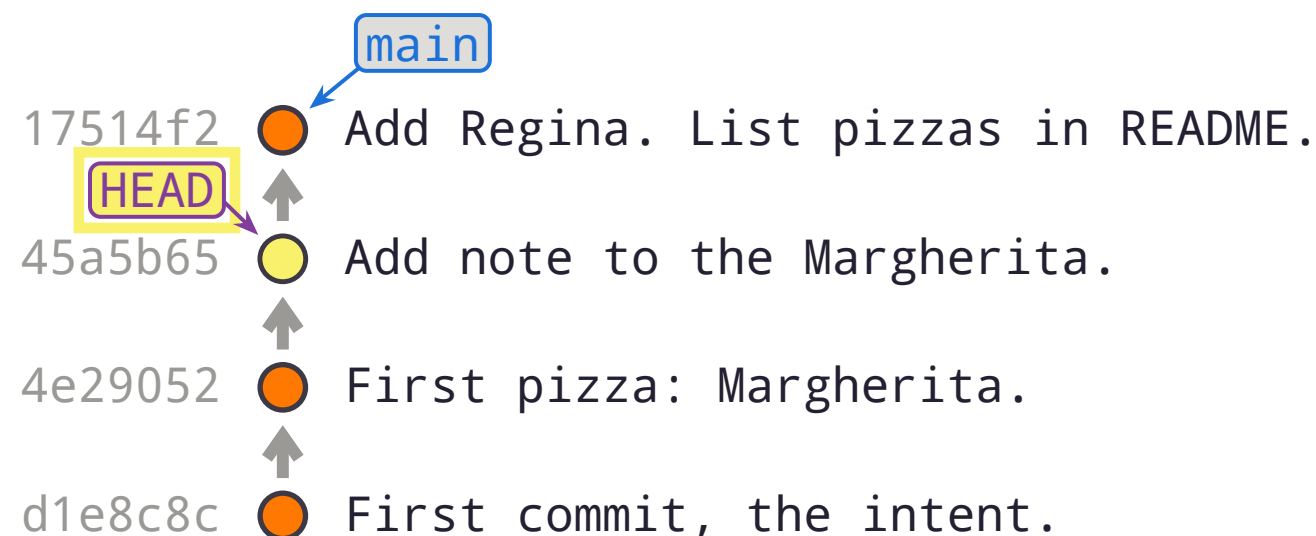 main
17514f2 Add Regina. List pizzas in README.
HEAD
45a5b65 Add note to the Margherita.
4e29052 First pizza: Margherita.
d1e8c8c First commit, the intent.